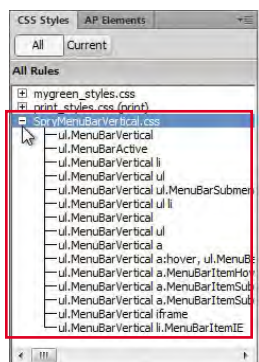 CSS Styles AP Elements
All Current
All Rules
mygreen_styles.css
print_styles.css (print)
SpryMenuBarVertical.css
ul.MenuBarVertical
ul.MenuBarActive
ul.MenuBarVertical li
ul.MenuBarVertical ul
ul.MenuBarVertical ul.MenuBarSubmen
ul.MenuBarVertical ul li
ul.MenuBarVertical
ul.MenuBarVertical ul
ul.MenuBarVertical a
ul.MenuBarVertical a:hover, ul.MenuBa
ul.MenuBarVertical a.MenuBarItemHov
ul.MenuBarVertical a.MenuBarItemSub
ul.MenuBarVertical a.MenuBarItemSub
ul.MenuBarVertical iframe
ul.MenuBarVertical li.MenuBarItemIE